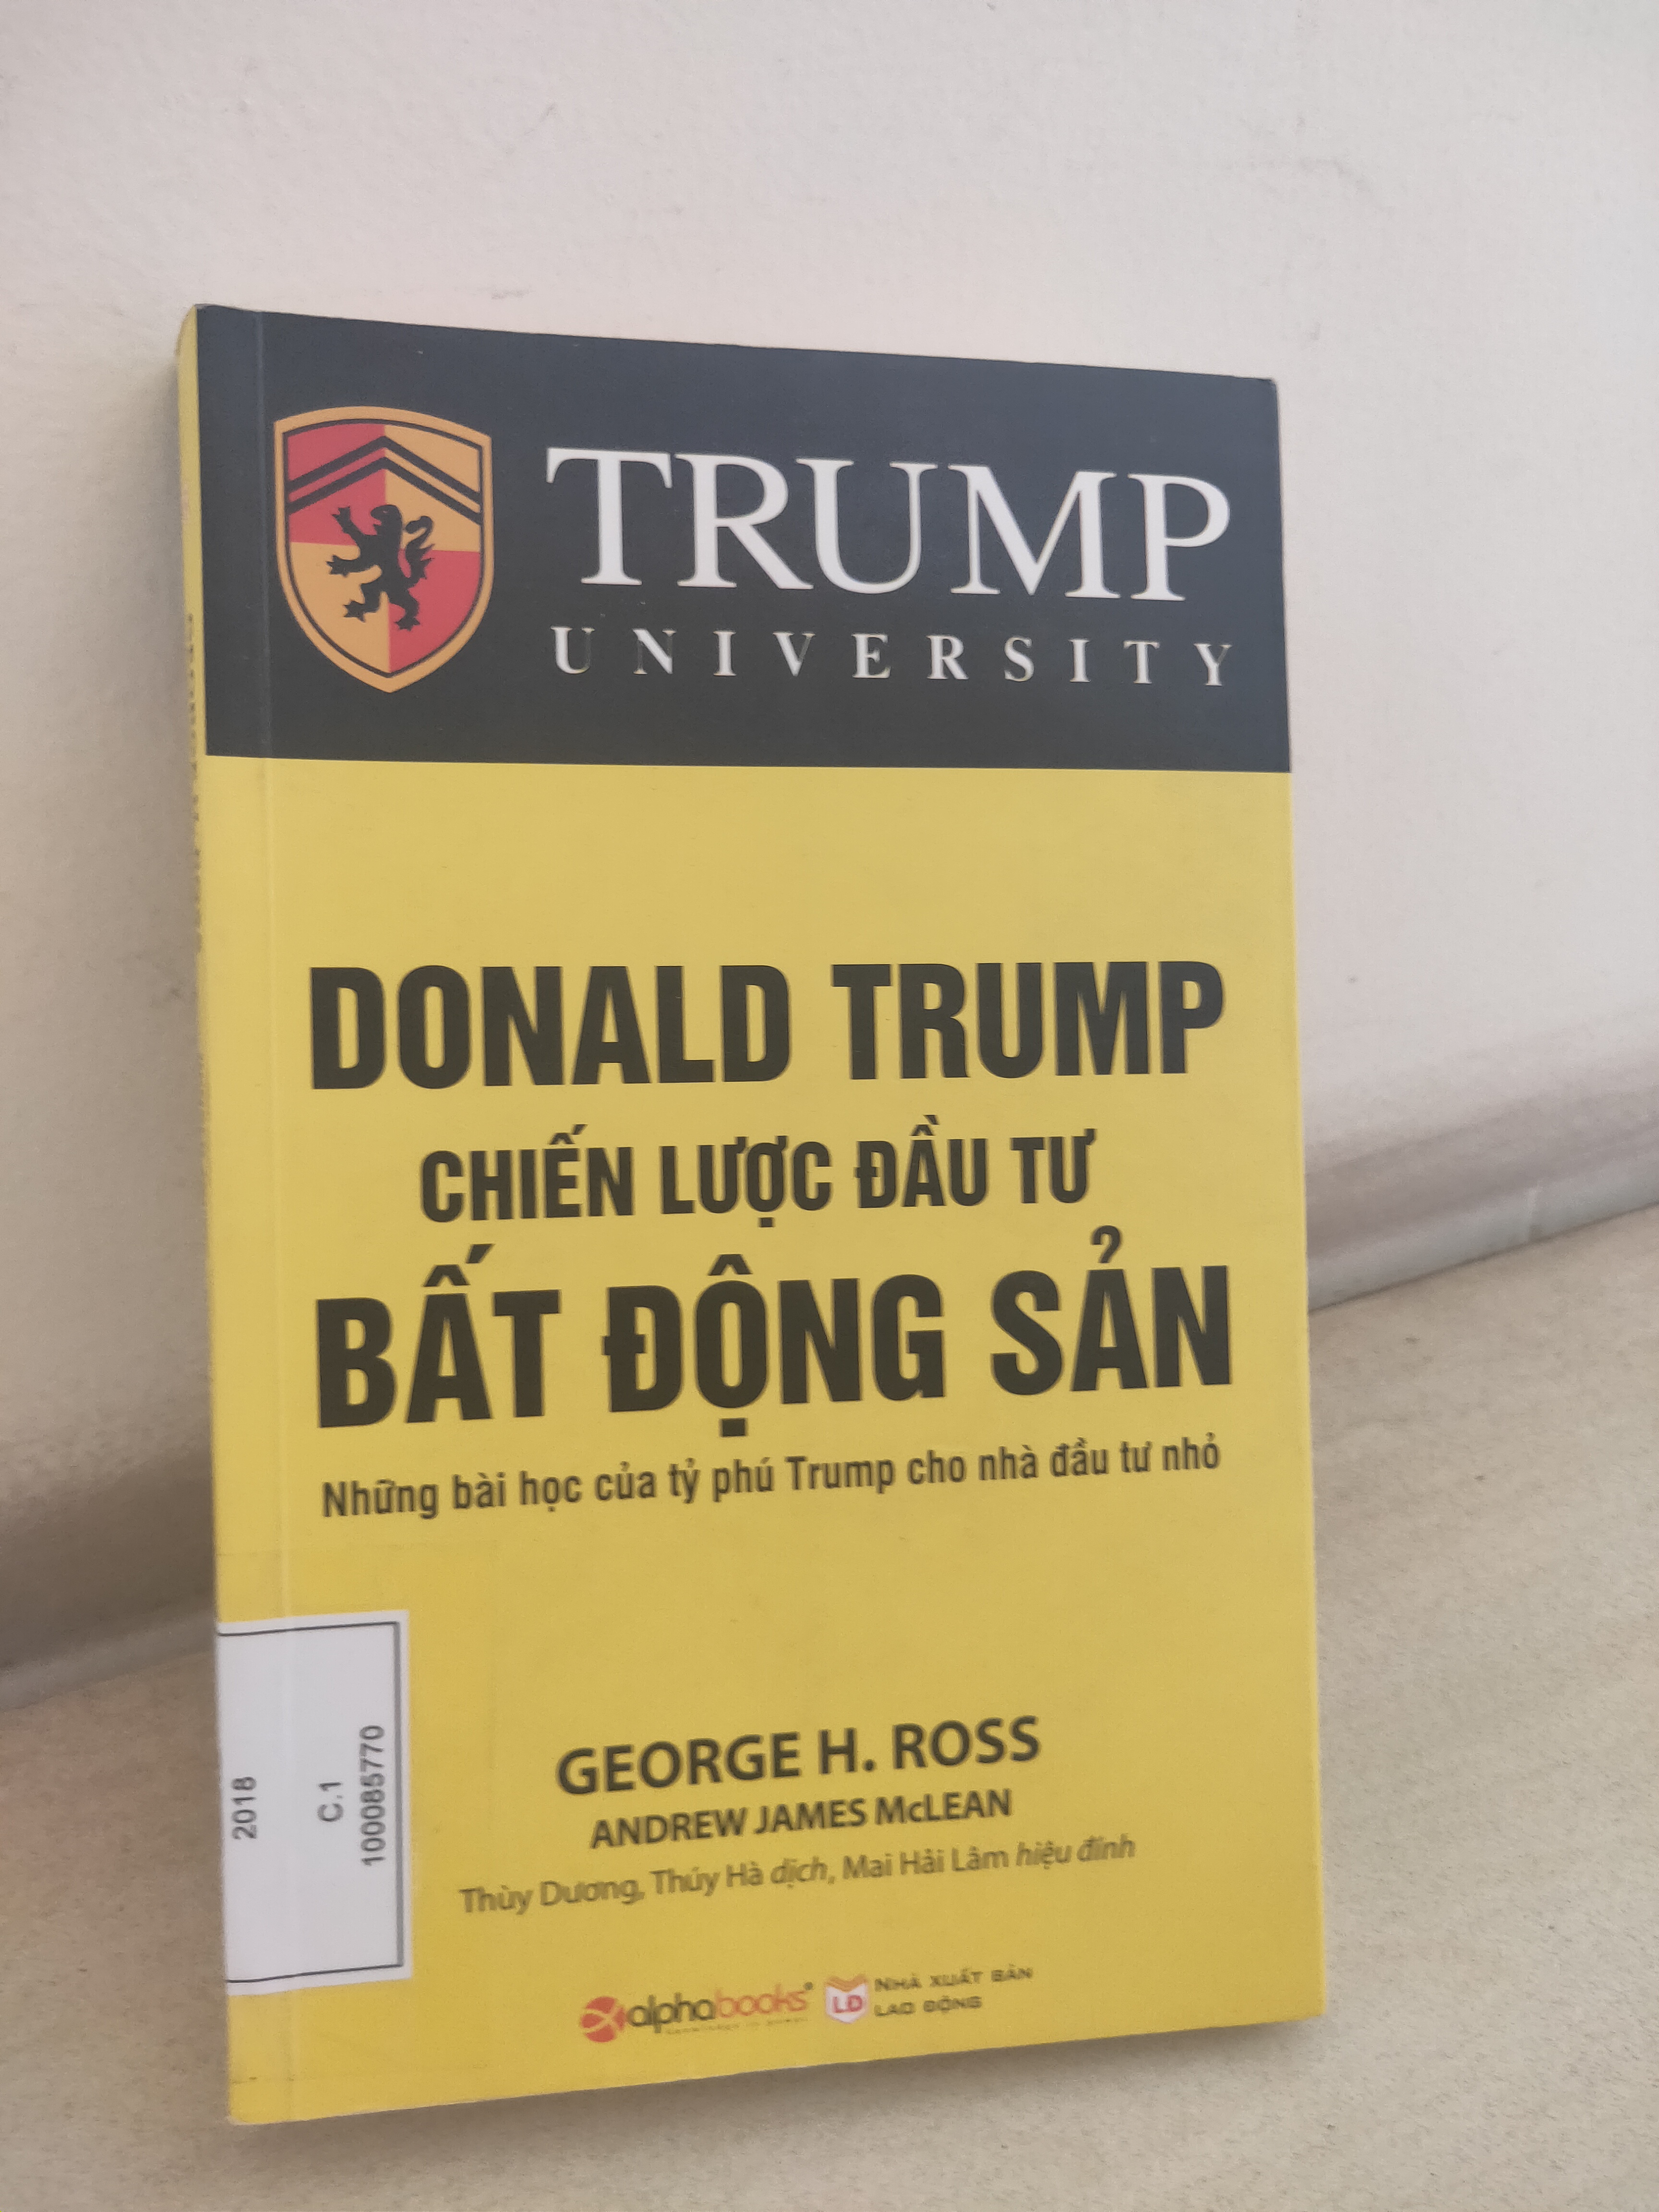 TRUMP
UNIVERSITY
DONALD TRUMP
CHIẾN LƯỢC ĐẦU TƯ
BẤT ĐỘNG SẢN
Những bài học của tỷ phú Trump cho nhà đầu tư nhỏ
GEORGE H. ROSS
ANDREW JAMES McLEAN
Thùy Dương, Thúy Hà dịch, Mai Hải Lâm hiệu đính
alphabooks®
LD
NHÀ XUẤT BẢN
LAO ĐỘNG
2018
C.1
100085770